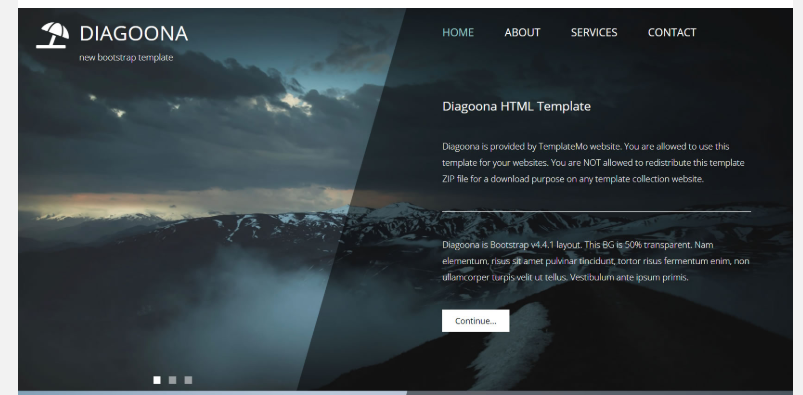 DIAGOONA
new bootstrap template
HOME ABOUT SERVICES CONTACT
Diagoona HTML Template
Diagoona is provided by TemplateMo website. You are allowed to use this
template for your websites. You are NOT allowed to redistribute this template
ZIP file for a download purpose on any template collection website.
Diagoona is Bootstrap v4.4.1 layout. This BG is 50% transparent. Nam
elementum, risus sit amet pulvinar tincidunt, tortor risus fermentum enim, non
ullamcorper turpis velit ut tellus. Vestibulum ante ipsum primis.
Continue...